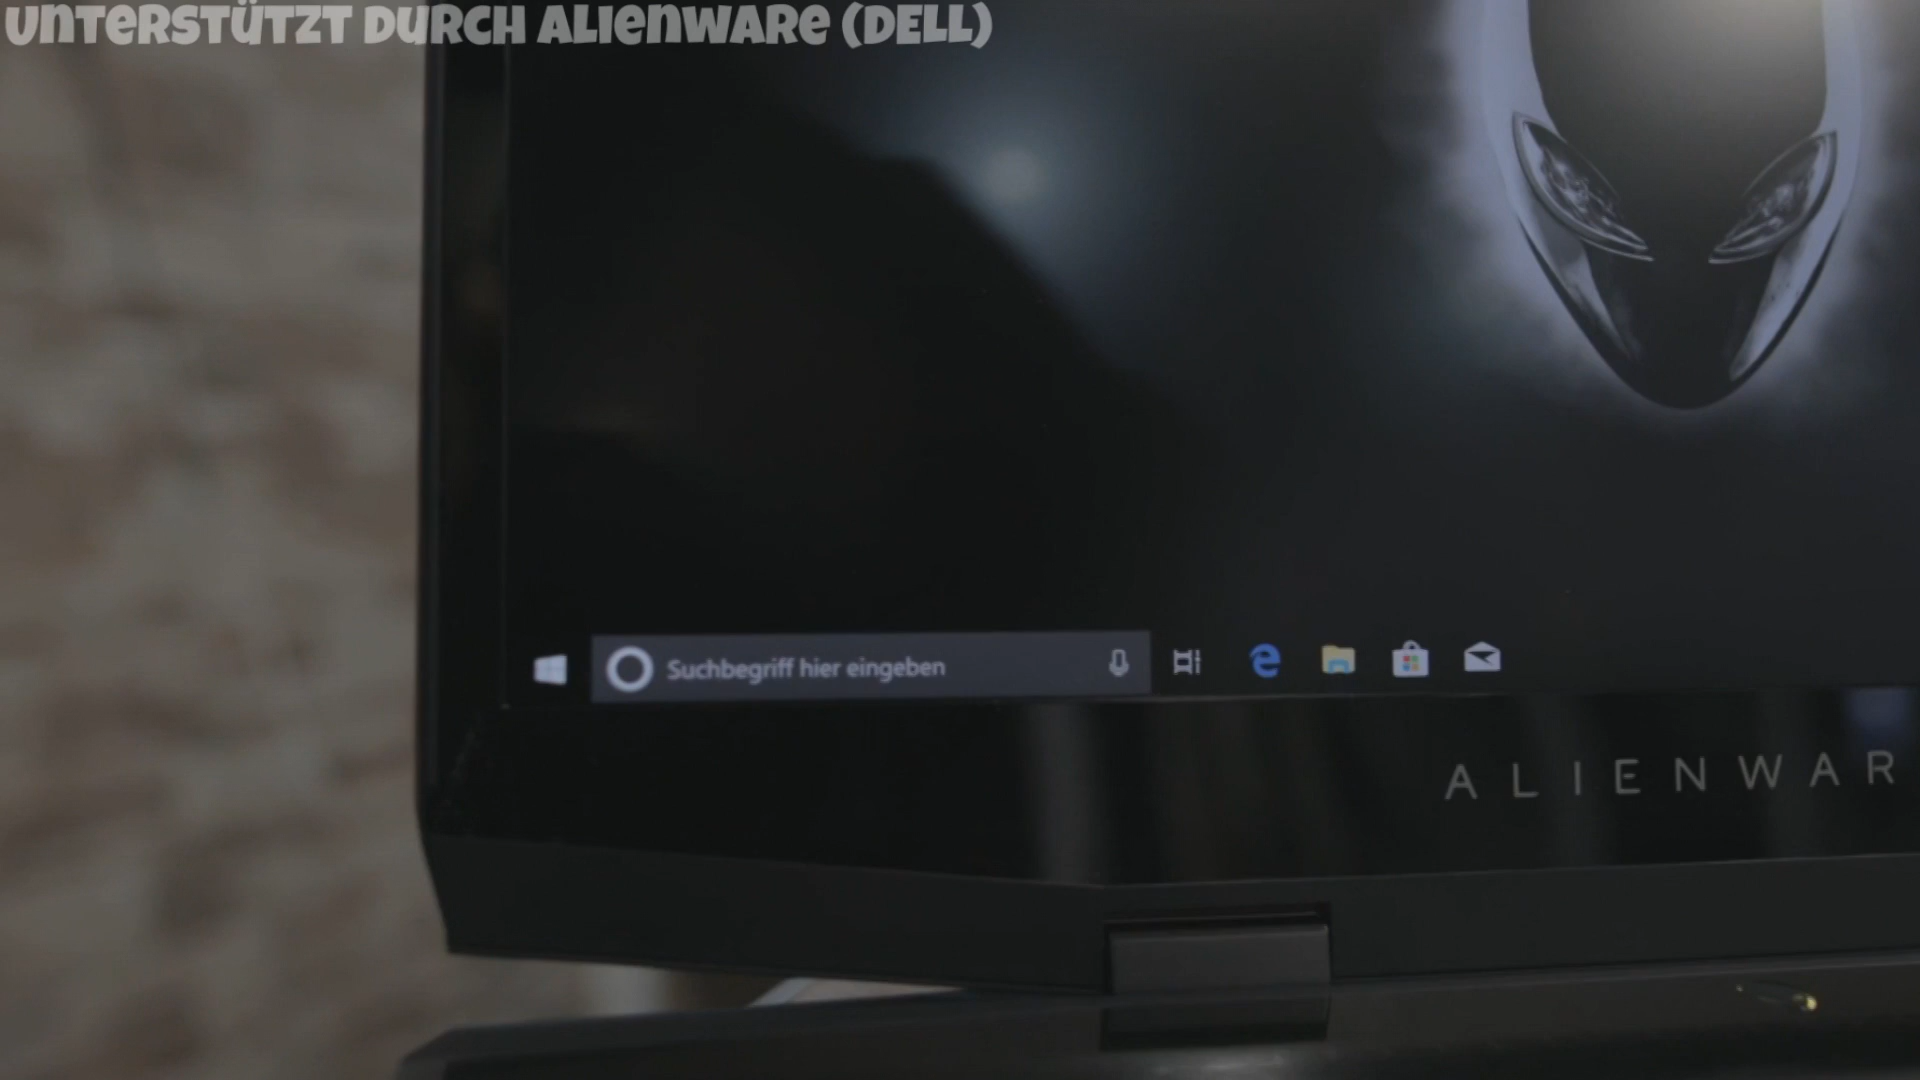 UNTERSTÜTZT DURCH ALIENWARE (DELL)
Suchbegriff hier eingeben
ALIENWAR